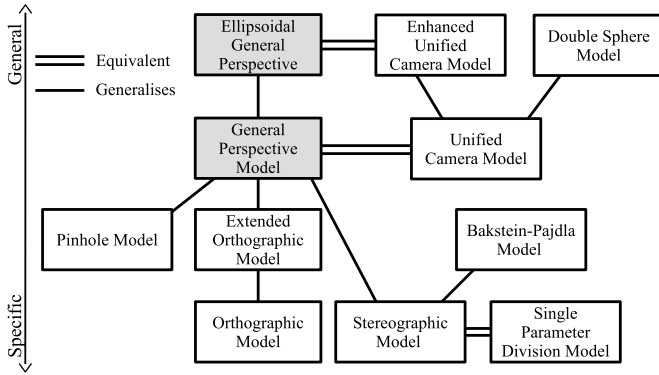 General
Equivalent
Generalises
Ellipsoidal
General
Perspective
Enhanced
Unified
Camera Model
Double Sphere
Model
General
Perspective
Model
Unified
Camera Model
Pinhole Model
Extended
Orthographic Model
Bakstein-Pajdla
Model
Specific
Orthographic
Model
Stereographic
Model
Single
Parameter
Division Model